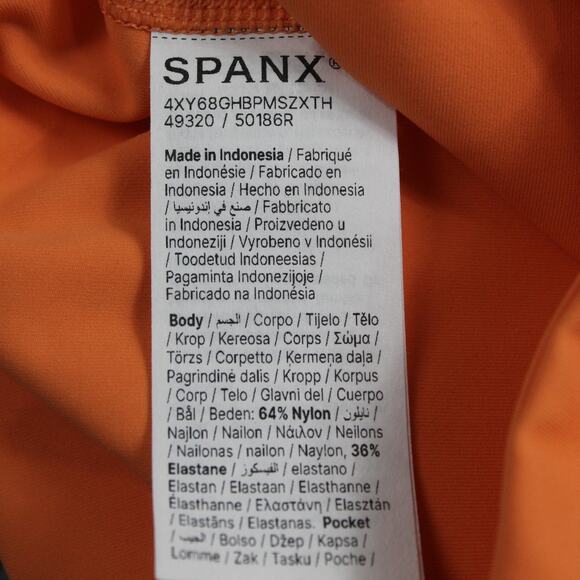 SPANX®
4XY68GHBPMSZXTH
49320 / 50186R
Made in Indonesia / Fabriqué
en Indonésie / Fabricado en
Indonesia / Hecho en Indonesia
/ صنع في إندونيسيا / Fabbricato
in Indonesia / Proizvedeno u
Indoneziji / Vyrobeno v Indonésii
/ Toodetud Indoneesias /
Pagaminta Indonezijoje /
Fabricado na Indonésia
Body / الجسم / Corpo / Tijelo / Tělo
/ Krop / Kereosa / Corps / Σώμα /
Törzs / Corpetto / Ķermeņa daļa /
Pagrindinė dalis / Kropp / Korpus
/ Corp / Telo / Glavni del / Cuerpo
/ Bål / Beden: 64% Nylon / نايلون /
Najlon / Nailon / Νάιλον / Neilons
/ Nailonas / nailon / Naylon, 36%
Elastane / الفيسكوز / elastano /
Elastan / Elastaan / Elasthanne /
Élasthanne / Ελαστάνη / Elasztán
/ Elastāns / Elastanas. Pocket
/ الجيب / Bolso / Džep / Kapsa /
Lomme / Zak / Tasku / Poche /